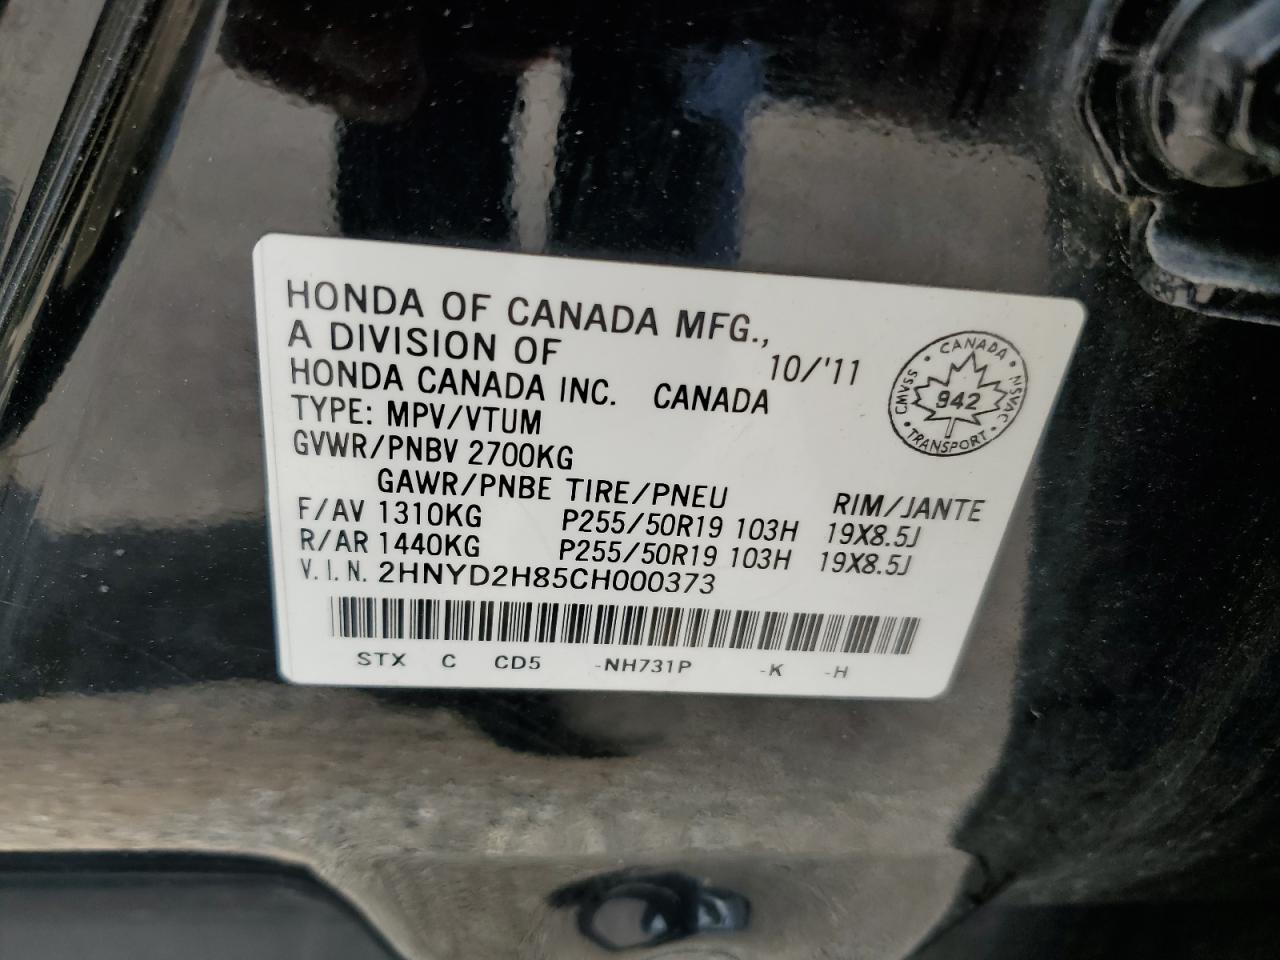 HONDA OF CANADA MFG.,
A DIVISION OF
HONDA CANADA INC. CANADA 10/'11
TYPE: MPV/VTUM
GVWR/PNBV 2700KG
GAWR/PNBE TIRE/PNEU RIM/JANTE
F/AV 1310KG P255/50R19 103H 19X8.5J
R/AR 1440KG P255/50R19 103H 19X8.5J
V.I.N. 2HNYD2H85CH000373
STX C CD5 -NH731P -K -H
CANADA
CMVSS 942 NSVAC
TRANSPORT